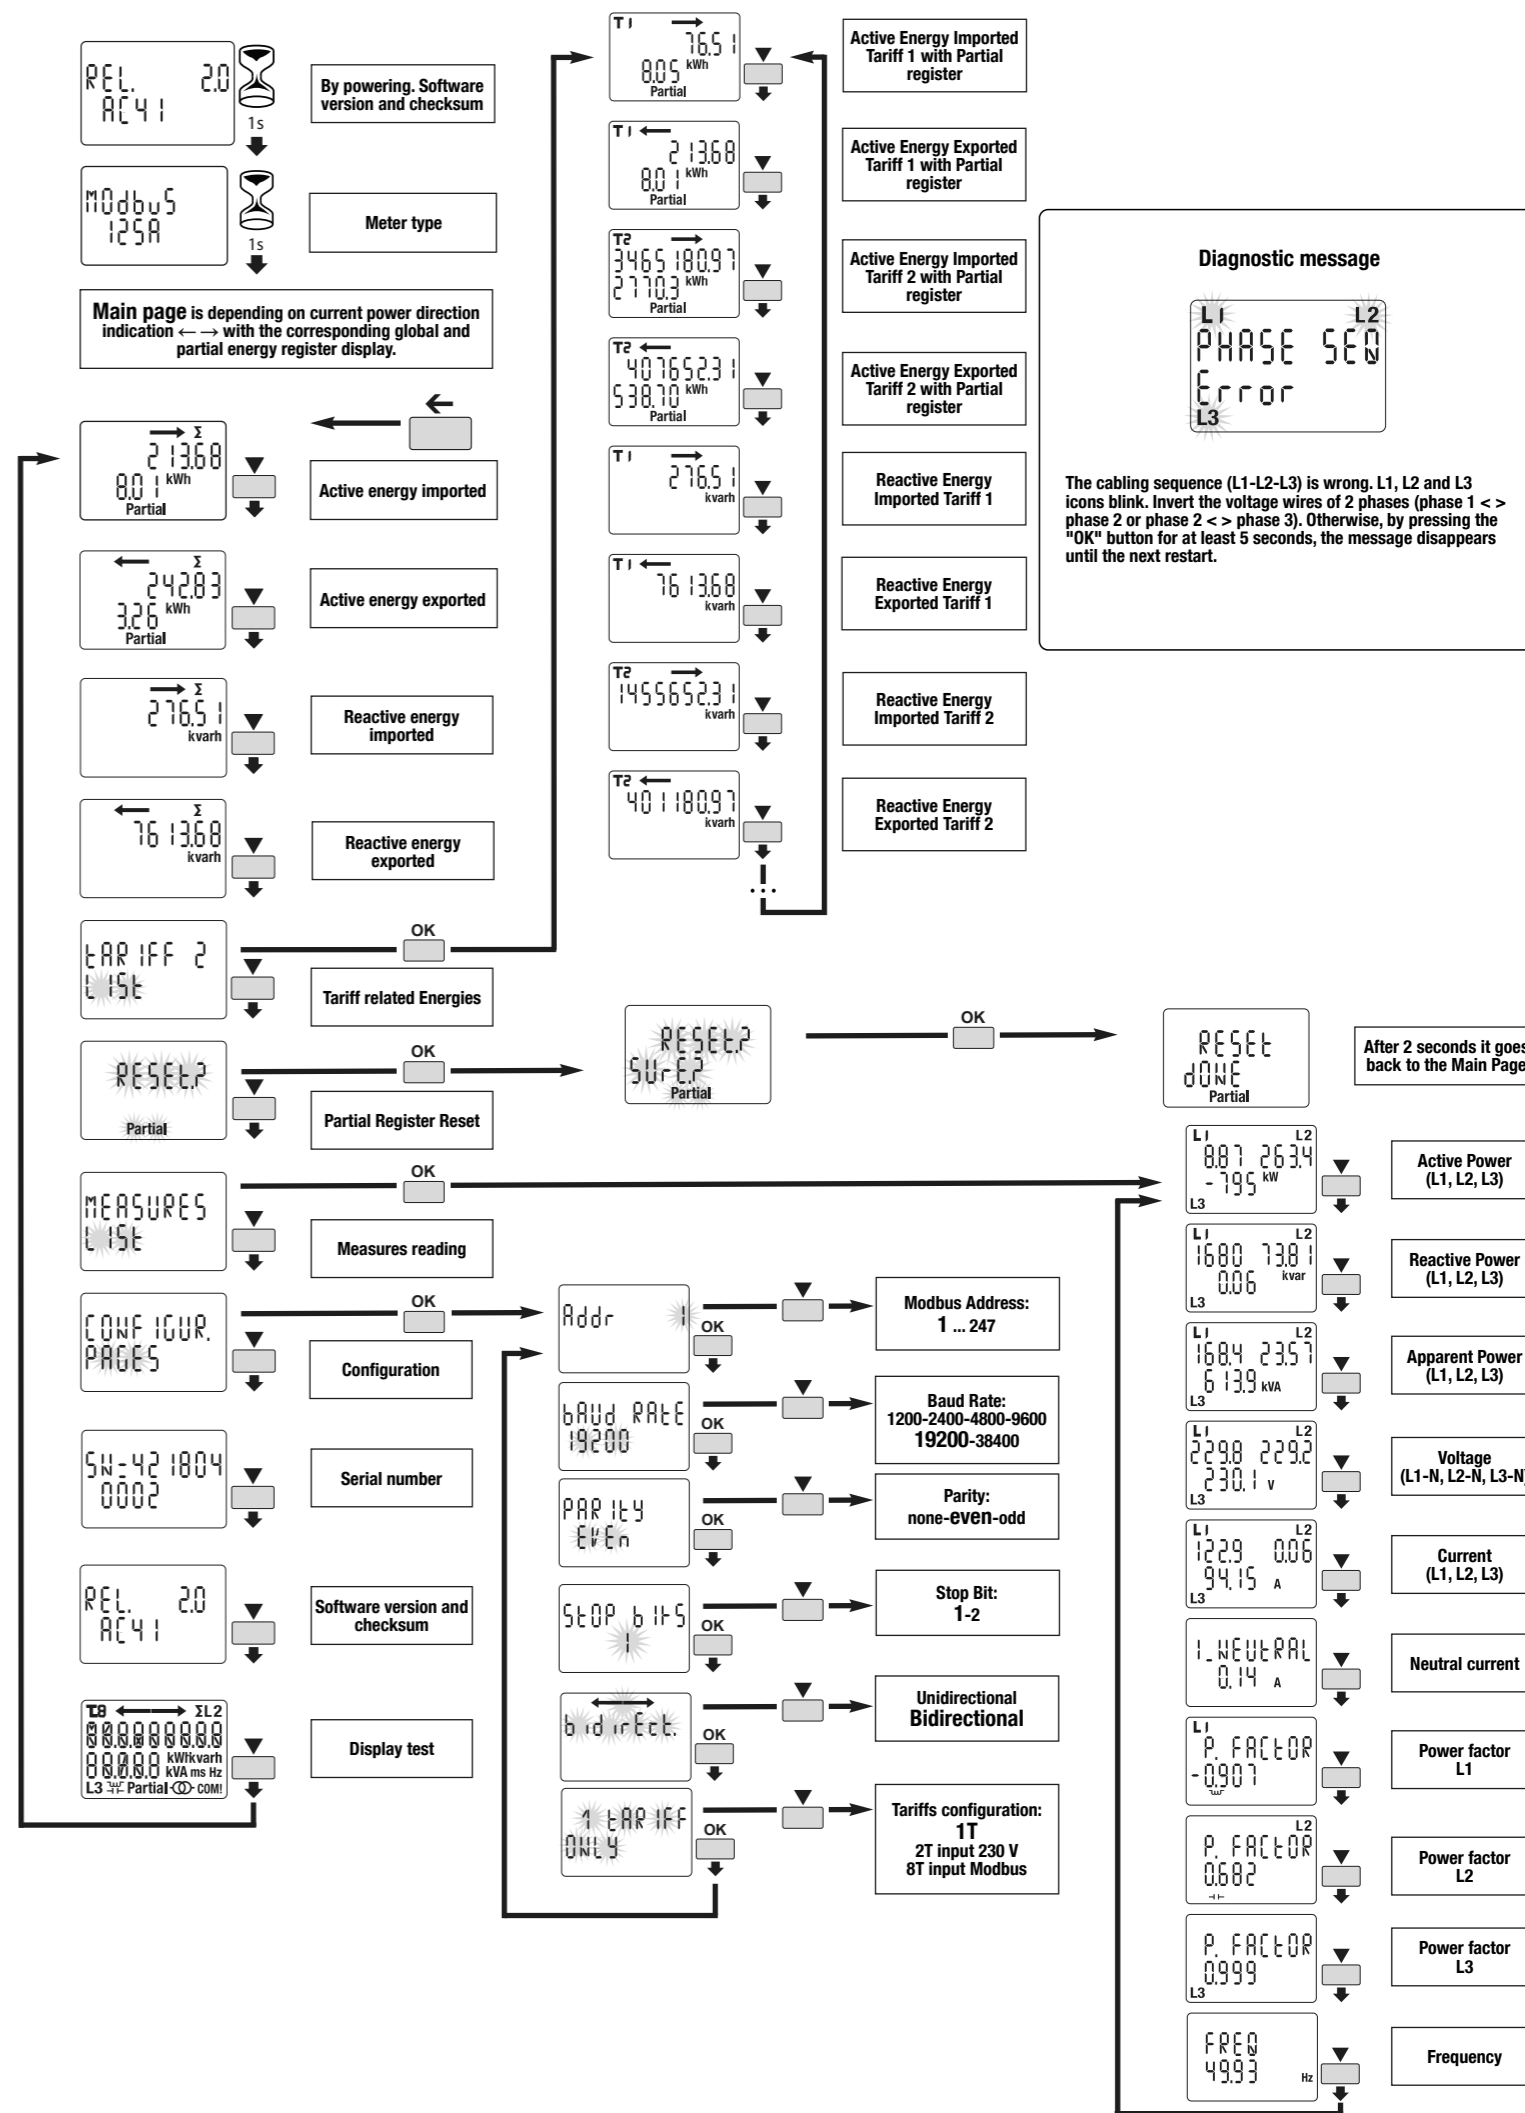 REL. 2.0
AC41
1s
By powering. Software
version and checksum
MOdbuS
125A
1s
Meter type
Main page is depending on current power direction
indication ← → with the corresponding global and
partial energy register display.
→ Σ
213.68
8.01 kWh
Partial
←
Active energy imported
← Σ
242.83
3.26 kWh
Partial
Active energy exported
→ Σ
276.51
kvarh
Reactive energy
imported
← Σ
7613.68
kvarh
Reactive energy
exported
tARIFF 2
LISt
OK
Tariff related Energies
RESEt.?
Partial
OK
Partial Register Reset
RESEt.?
SUrE.?
Partial
OK
RESEt
dONE
Partial
After 2 seconds it goes
back to the Main Page
MEASURES
LISt
OK
Measures reading
CONFIGUR.
PAGES
OK
Configuration
SN-421804
0002
Serial number
REL. 2.0
AC41
Software version and
checksum
T8 ← → ΣL2
kWhkvarh
kVA ms Hz
L3 Partial COM!
Display test
T1 →
76.51
8.05 kWh
Partial
Active Energy Imported
Tariff 1 with Partial
register
T1 ←
213.68
8.01 kWh
Partial
Active Energy Exported
Tariff 1 with Partial
register
T2 →
3465180.97
2770.3 kWh
Partial
Active Energy Imported
Tariff 2 with Partial
register
T2 ←
407652.31
538.70 kWh
Partial
Active Energy Exported
Tariff 2 with Partial
register
T1 →
276.51
kvarh
Reactive Energy
Imported Tariff 1
T1 ←
7613.68
kvarh
Reactive Energy
Exported Tariff 1
T2 →
1455652.31
kvarh
Reactive Energy
Imported Tariff 2
T2 ←
401180.97
kvarh
Reactive Energy
Exported Tariff 2
...
Diagnostic message
L1 L2
PHASE SEQ
Error
L3
The cabling sequence (L1-L2-L3) is wrong. L1, L2 and L3
icons blink. Invert the voltage wires of 2 phases (phase 1 < >
phase 2 or phase 2 < > phase 3). Otherwise, by pressing the
"OK" button for at least 5 seconds, the message disappears
until the next restart.
Addr 1
OK
Modbus Address:
1 ... 247
bAUd RAtE
19200
OK
Baud Rate:
1200-2400-4800-9600
19200-38400
PARItY
EVEn
OK
Parity:
none-even-odd
StOP bItS
1
OK
Stop Bit:
1-2
bidirEct.
OK
Unidirectional
Bidirectional
1 tARIFF
ONLY
OK
Tariffs configuration:
1T
2T input 230 V
8T input Modbus
L1 L2
8.87 263.4
-795 kW
L3
Active Power
(L1, L2, L3)
L1 L2
1680 73.81
0.06 kvar
L3
Reactive Power
(L1, L2, L3)
L1 L2
168.4 23.57
613.9 kVA
L3
Apparent Power
(L1, L2, L3)
L1 L2
229.8 229.2
230.1 V
L3
Voltage
(L1-N, L2-N, L3-N)
L1 L2
122.9 0.06
94.15 A
L3
Current
(L1, L2, L3)
I_NEUtRAL
0.14 A
Neutral current
L1
P. FACtOR
-0.907
Power factor
L1
L2
P. FACtOR
0.682
Power factor
L2
P. FACtOR
0.999
L3
Power factor
L3
FREQ
49.93 Hz
Frequency